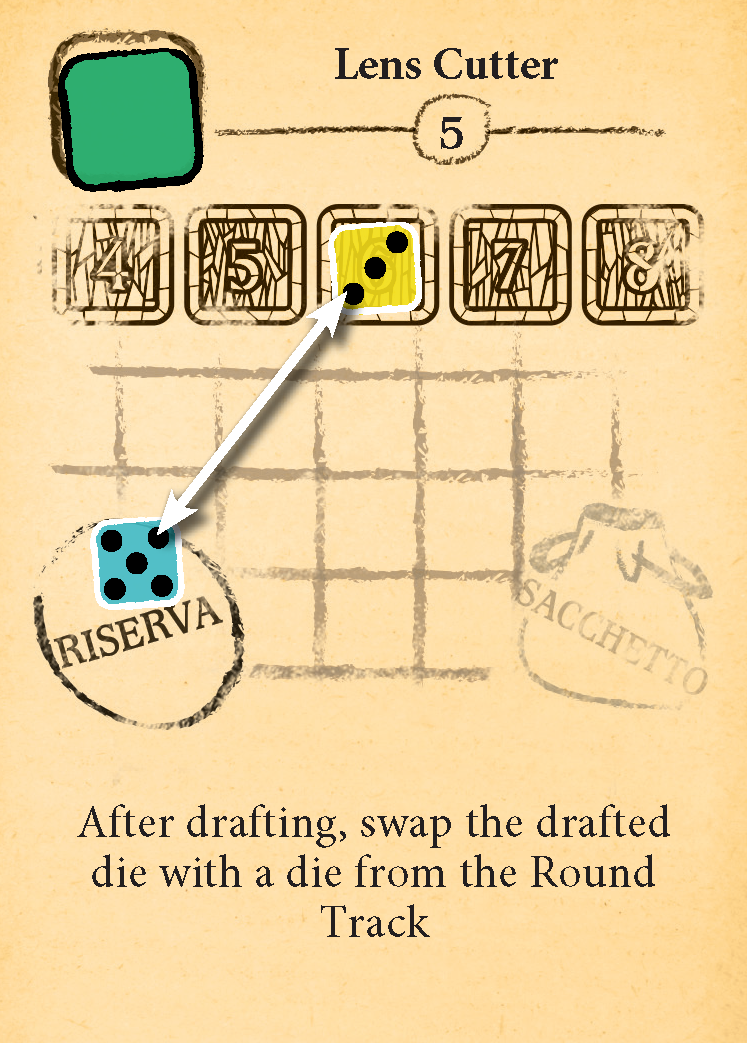 Lens Cutter
5
4 5 6 7 8
RISERVA
SACCHETTO
After drafting, swap the drafted
die with a die from the Round
Track